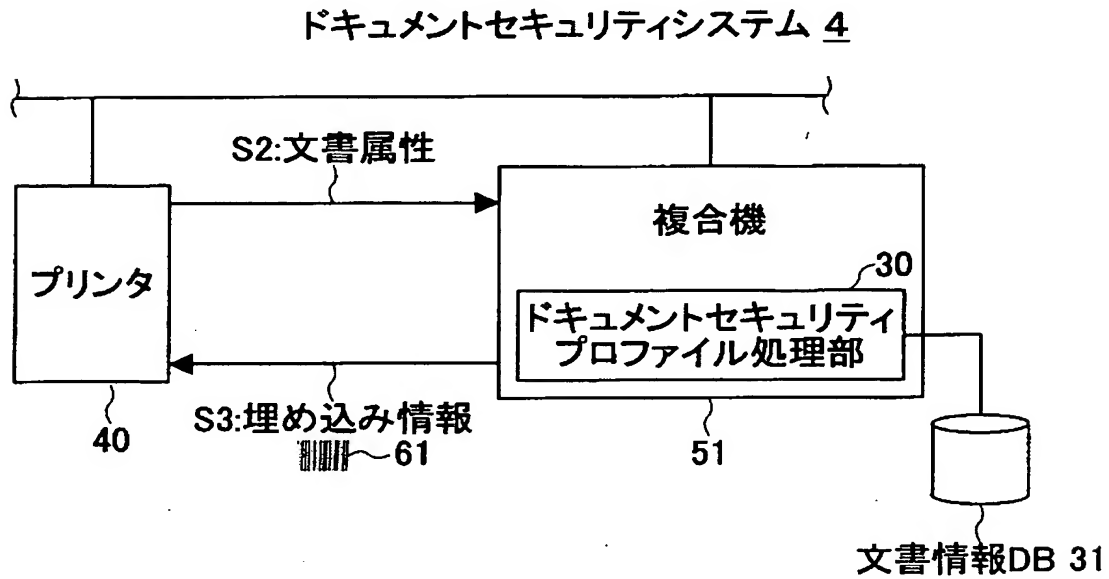 ドキュメントセキュリティシステム 4
S2:文書属性
プリンタ
複合機
30
ドキュメントセキュリティ
プロファイル処理部
S3:埋め込み情報
61
40
51
文書情報DB 31